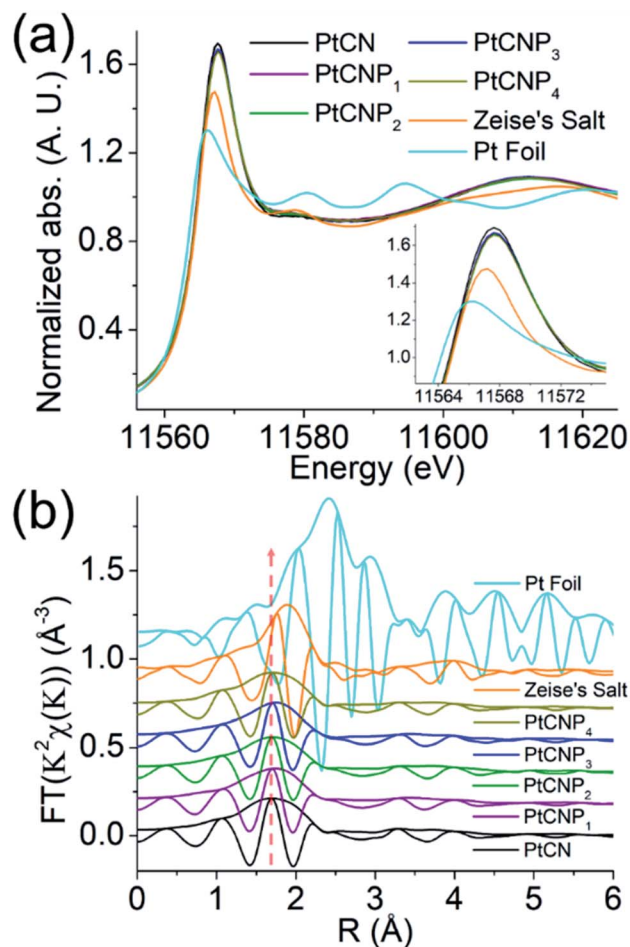 (a)
PtCN
PtCNP₁
PtCNP₂
PtCNP₃
PtCNP₄
Zeise's Salt
Pt Foil
Normalized abs. (A. U.)
1.6
1.2
0.8
0.4
1.6
1.4
1.2
1.0
11564 11568 11572
11560 11580 11600 11620
Energy (eV)
(b)
FT(K²χ(K)) (Å⁻³)
1.5
1.0
0.5
0.0
Pt Foil
Zeise's Salt
PtCNP₄
PtCNP₃
PtCNP₂
PtCNP₁
PtCN
0 1 2 3 4 5 6
R (Å)